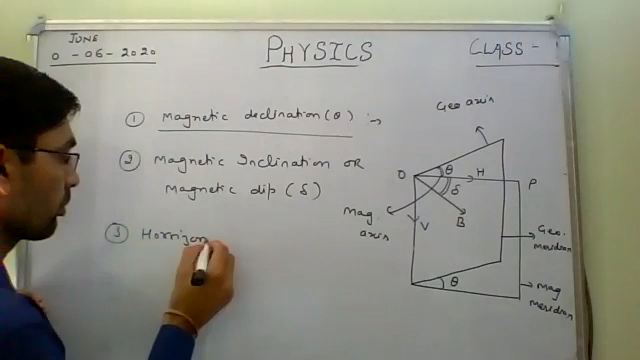 JUNE
0 - 06 - 2020
PHYSICS
CLASS -
① Magnetic declination (θ) :-
② Magnetic Inclination OR
Magnetic dip (δ)
③ Horrizon
Geo axis
O
θ
H
δ
P
B
V
Mag.
axis
Geo.
Meridian
θ
Mag
Meridian